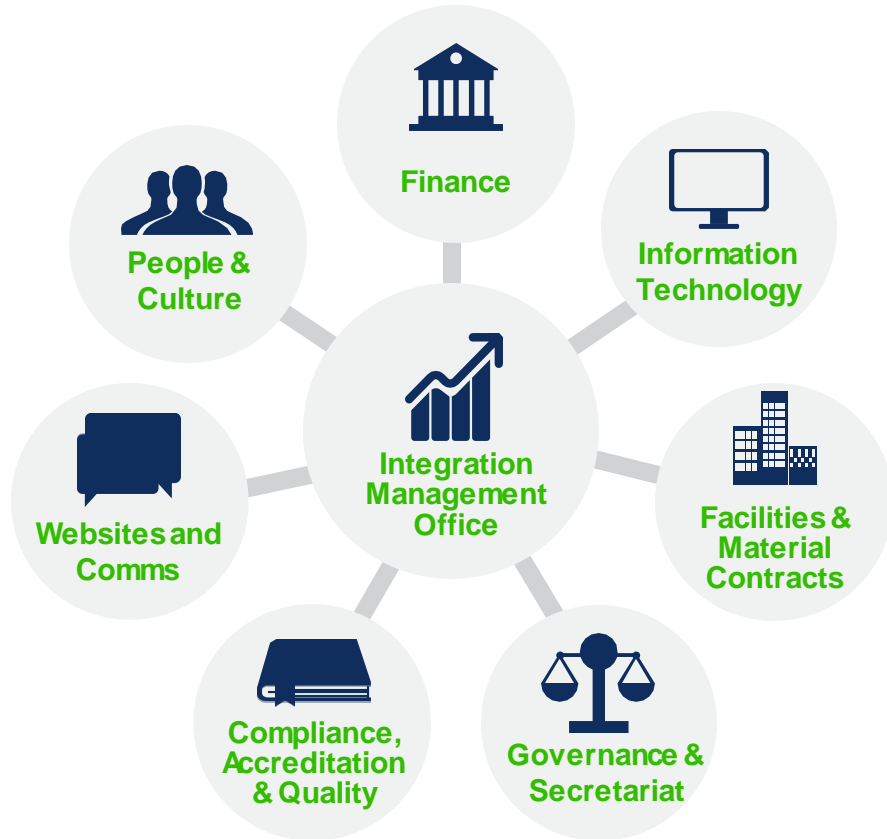 Finance
People &
Culture
Information
Technology
Integration
Management
Office
Websites and
Comms
Facilities &
Material
Contracts
Compliance,
Accreditation
& Quality
Governance &
Secretariat